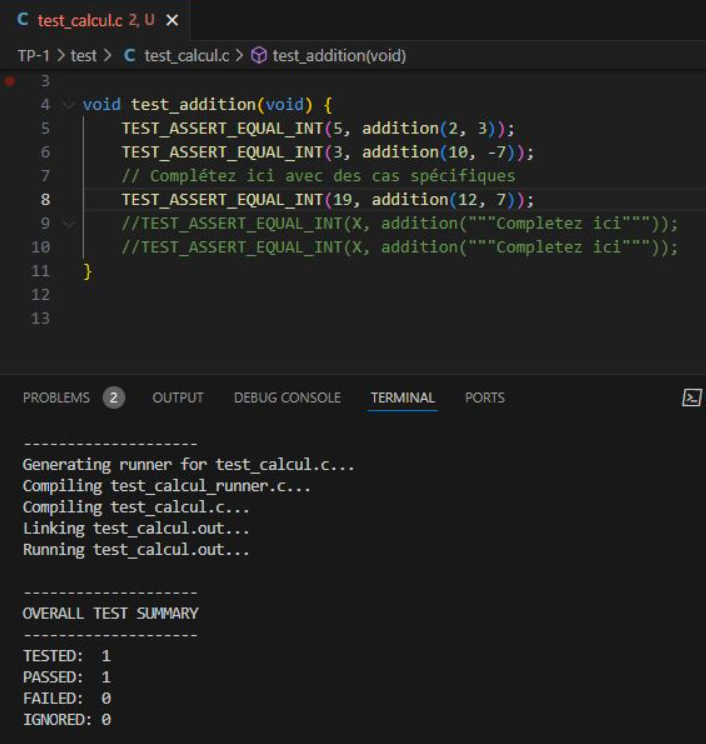 C test_calcul.c 2, U ×
TP-1 > test > C test_calcul.c > test_addition(void)
3
4 void test_addition(void) {
5 TEST_ASSERT_EQUAL_INT(5, addition(2, 3));
6 TEST_ASSERT_EQUAL_INT(3, addition(10, -7));
7 // Complétez ici avec des cas spécifiques
8 TEST_ASSERT_EQUAL_INT(19, addition(12, 7));
9 //TEST_ASSERT_EQUAL_INT(X, addition("""Completez ici"""));
10 //TEST_ASSERT_EQUAL_INT(X, addition("""Completez ici"""));
11 }
12
13
PROBLEMS 2 OUTPUT DEBUG CONSOLE TERMINAL PORTS
--------------------
Generating runner for test_calcul.c...
Compiling test_calcul_runner.c...
Compiling test_calcul.c...
Linking test_calcul.out...
Running test_calcul.out...
--------------------
OVERALL TEST SUMMARY
--------------------
TESTED: 1
PASSED: 1
FAILED: 0
IGNORED: 0